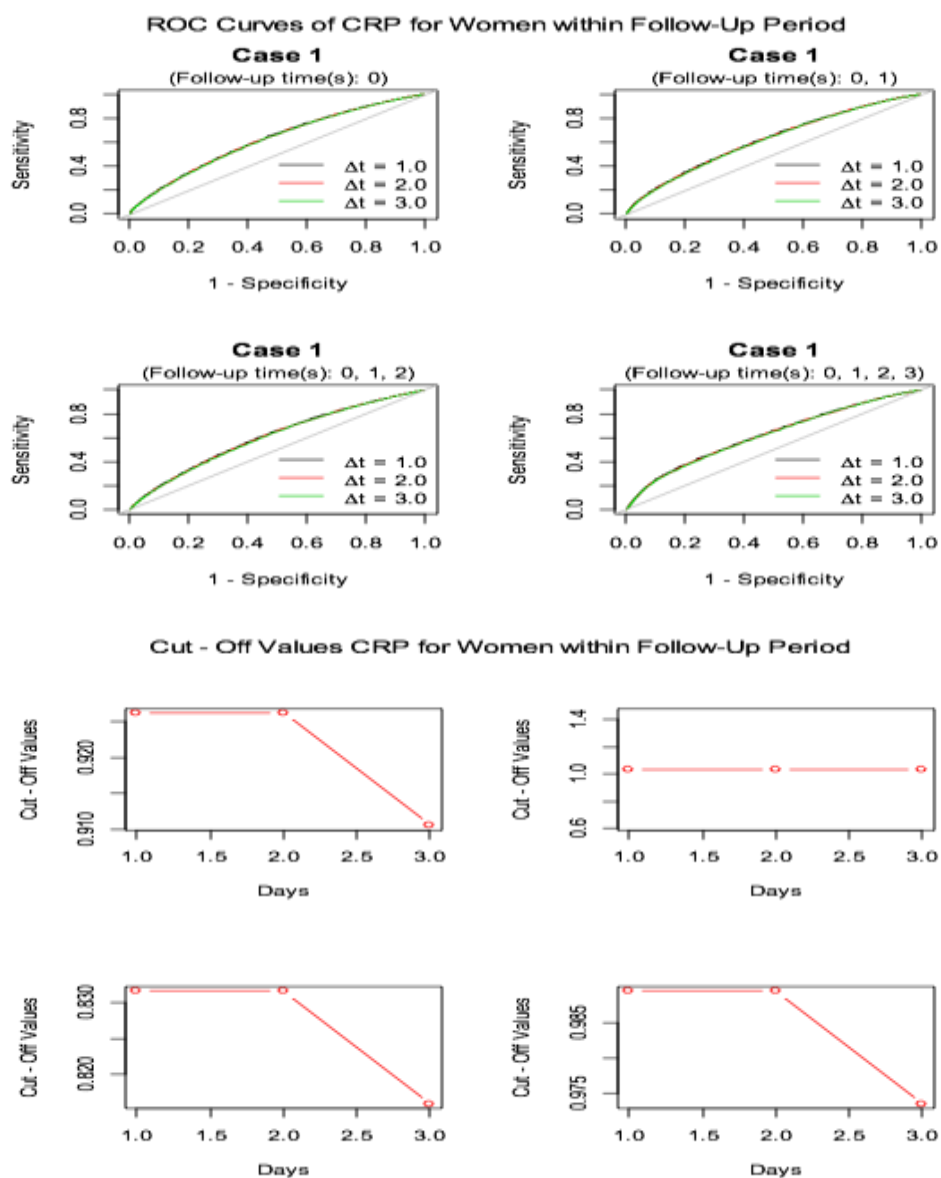 ROC Curves of CRP for Women within Follow-Up Period
Case 1
(Follow-up time(s): 0)
Sensitivity
0.8
0.4
0.0
Δt = 1.0
Δt = 2.0
Δt = 3.0
0.0 0.2 0.4 0.6 0.8 1.0
1 - Specificity
Case 1
(Follow-up time(s): 0, 1)
Sensitivity
0.8
0.4
0.0
Δt = 1.0
Δt = 2.0
Δt = 3.0
0.0 0.2 0.4 0.6 0.8 1.0
1 - Specificity
Case 1
(Follow-up time(s): 0, 1, 2)
Sensitivity
0.8
0.4
0.0
Δt = 1.0
Δt = 2.0
Δt = 3.0
0.0 0.2 0.4 0.6 0.8 1.0
1 - Specificity
Case 1
(Follow-up time(s): 0, 1, 2, 3)
Sensitivity
0.8
0.4
0.0
Δt = 1.0
Δt = 2.0
Δt = 3.0
0.0 0.2 0.4 0.6 0.8 1.0
1 - Specificity
Cut - Off Values CRP for Women within Follow-Up Period
Cut - Off Values
0.920
0.910
1.0 1.5 2.0 2.5 3.0
Days
Cut - Off Values
1.4
1.0
0.6
1.0 1.5 2.0 2.5 3.0
Days
Cut - Off Values
0.830
0.820
1.0 1.5 2.0 2.5 3.0
Days
Cut - Off Values
0.985
0.975
1.0 1.5 2.0 2.5 3.0
Days